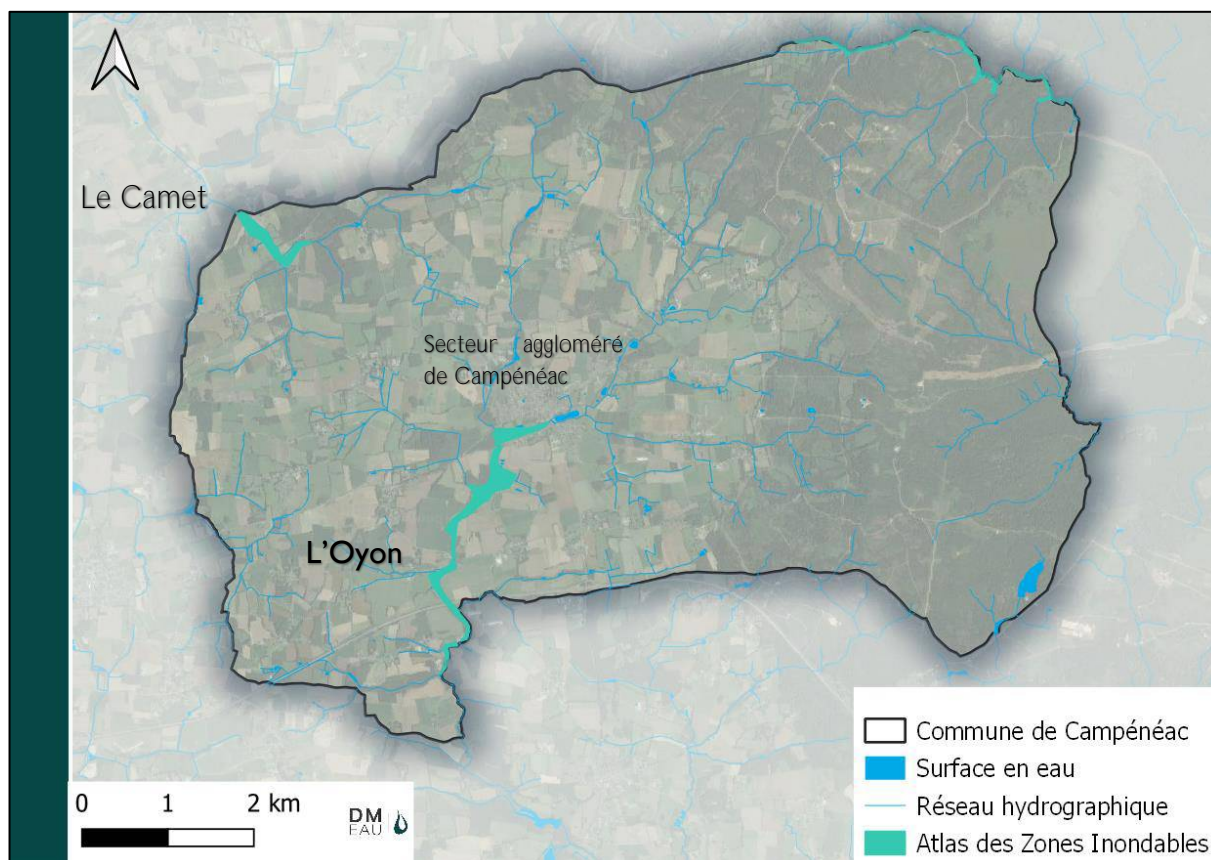 Le Camet
Secteur aggloméré
de Campénéac
L'Oyon
0 1 2 km
DM
EAU
Commune de Campénéac
Surface en eau
Réseau hydrographique
Atlas des Zones Inondables